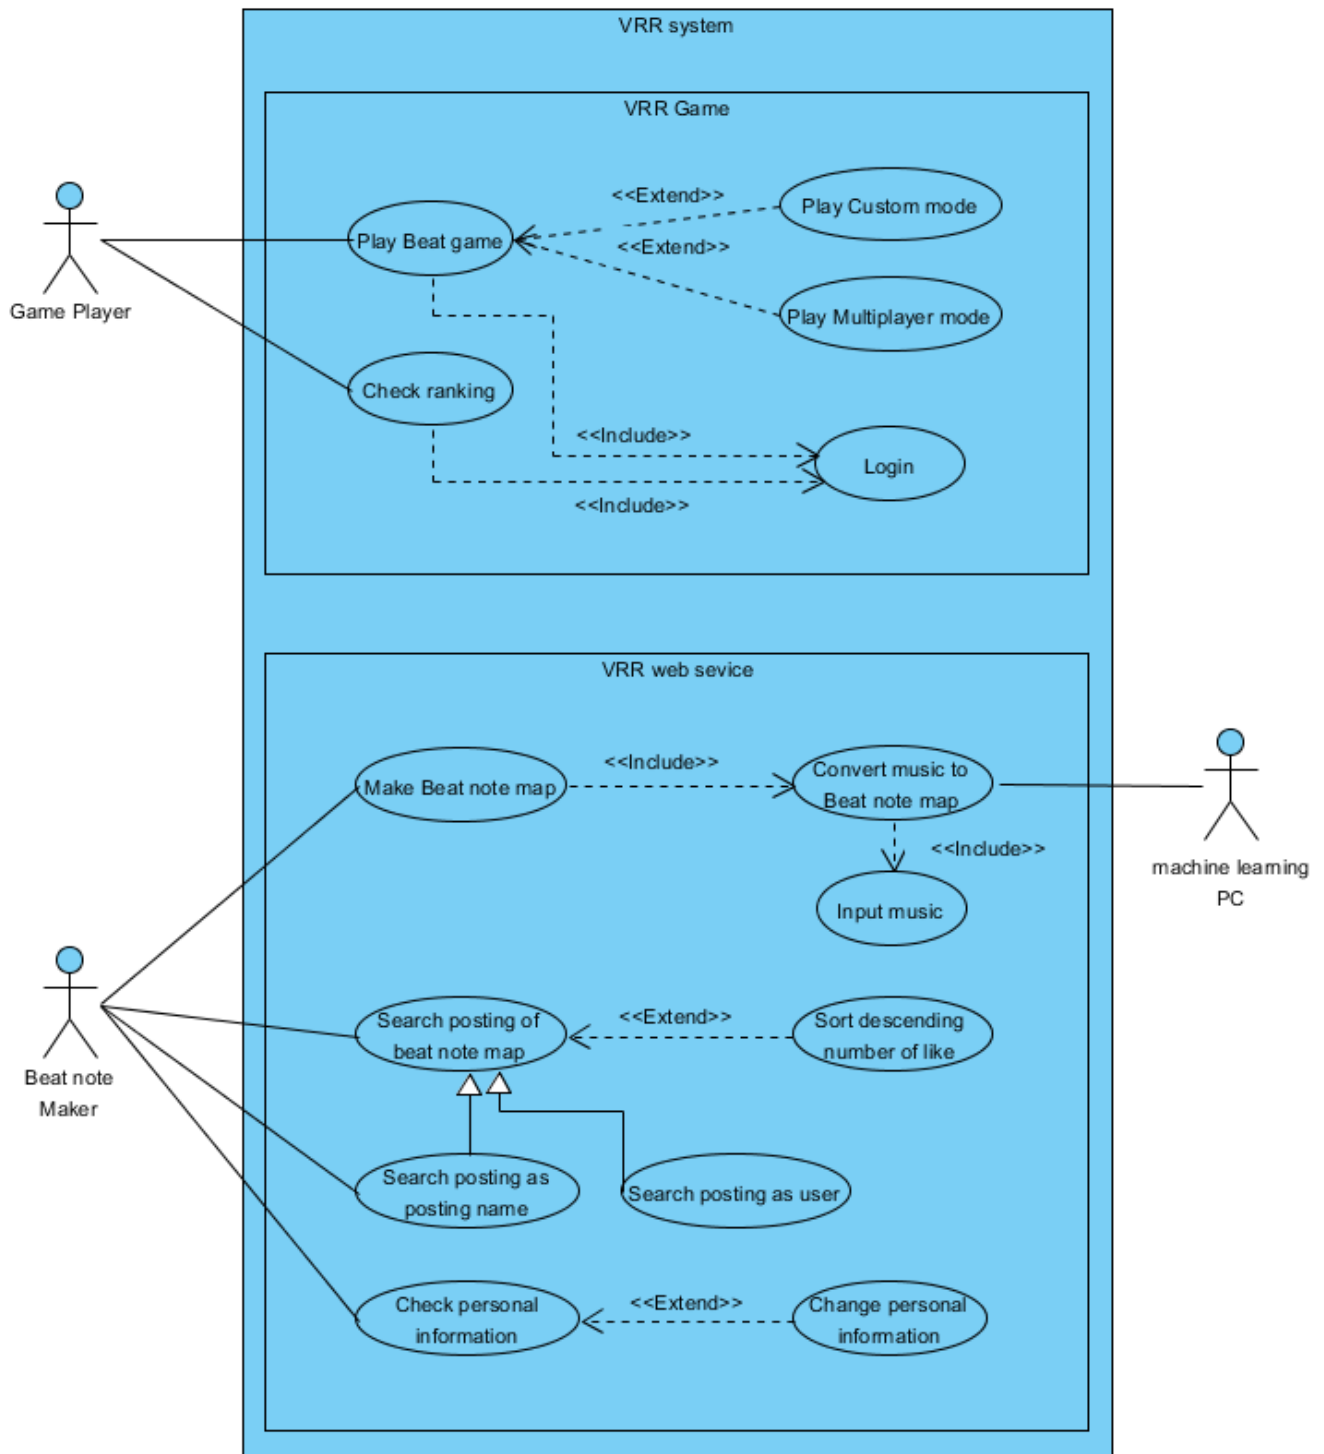 VRR system
VRR Game
<<Extend>>
Play Custom mode
Play Beat game
<<Extend>>
Game Player
Play Multiplayer mode
Check ranking
<<Include>>
Login
<<Include>>
VRR web sevice
Make Beat note map
<<Include>>
Convert music to
Beat note map
<<Include>>
machine learning
PC
Input music
Search posting of
beat note map
<<Extend>>
Sort descending
number of like
Beat note
Maker
Search posting as
posting name
Search posting as user
Check personal
information
<<Extend>>
Change personal
information